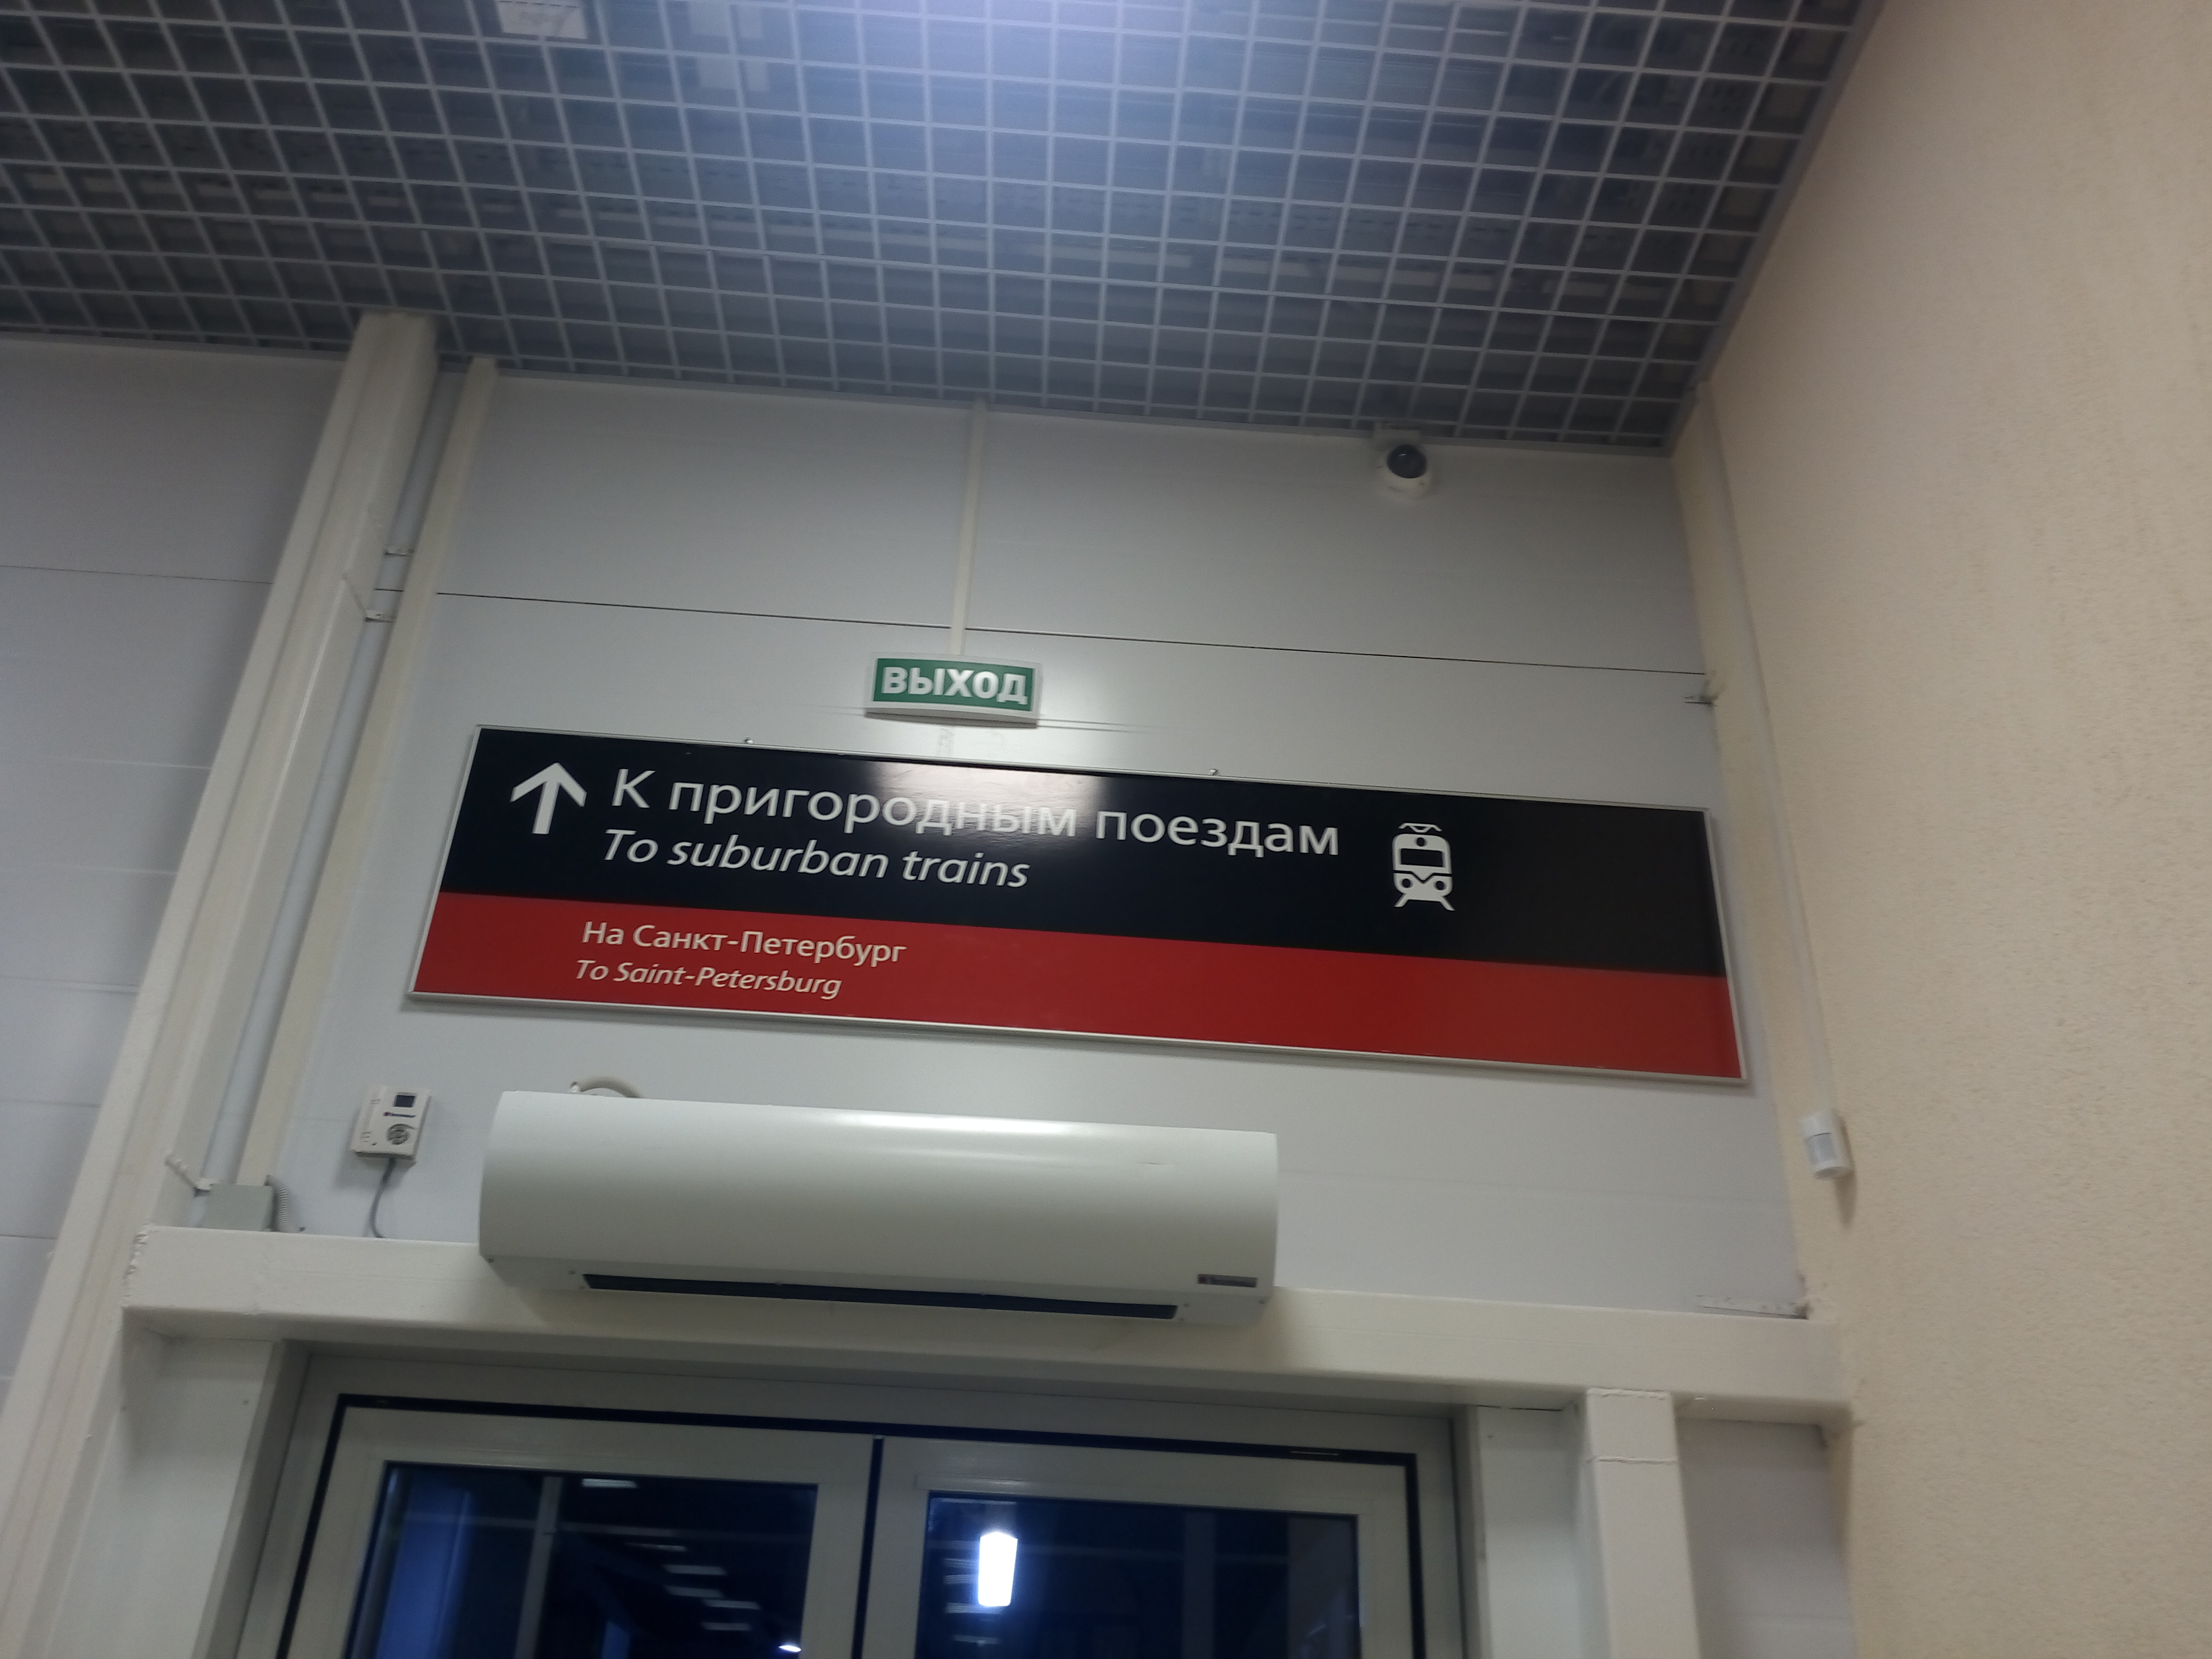 ВЫХОД
К пригородным поездам
To suburban trains
На Санкт-Петербург
To Saint-Petersburg